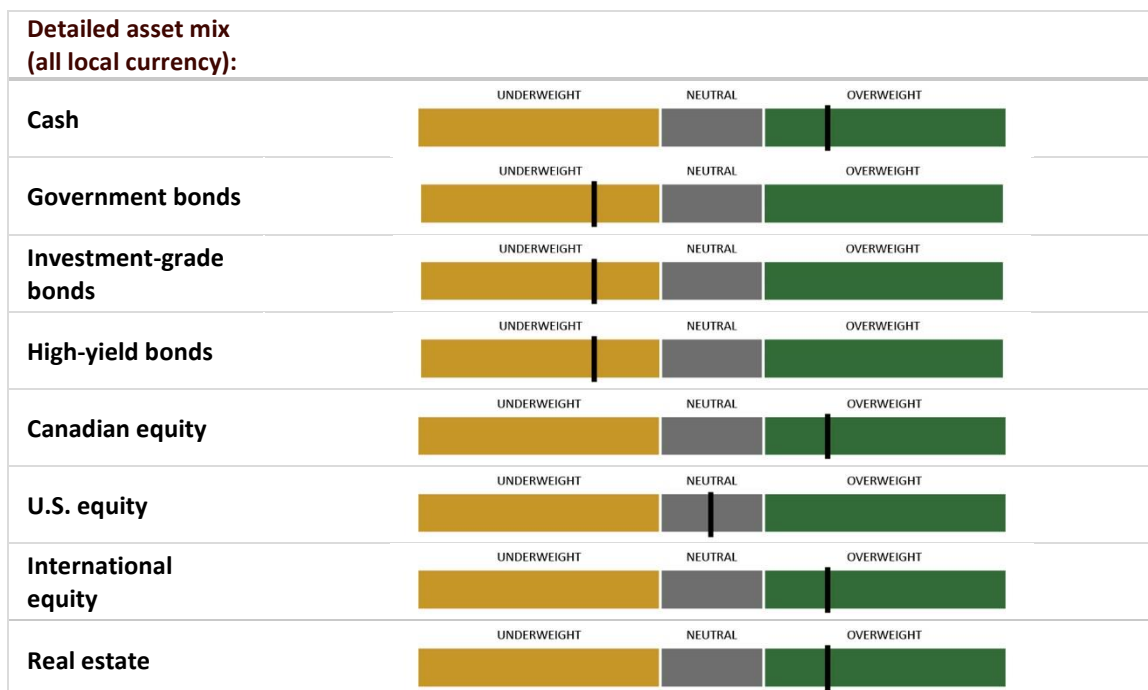 Detailed asset mix
(all local currency):
UNDERWEIGHT NEUTRAL OVERWEIGHT
Cash
UNDERWEIGHT NEUTRAL OVERWEIGHT
Government bonds
UNDERWEIGHT NEUTRAL OVERWEIGHT
Investment-grade
bonds
UNDERWEIGHT NEUTRAL OVERWEIGHT
High-yield bonds
UNDERWEIGHT NEUTRAL OVERWEIGHT
Canadian equity
UNDERWEIGHT NEUTRAL OVERWEIGHT
U.S. equity
UNDERWEIGHT NEUTRAL OVERWEIGHT
International
equity
UNDERWEIGHT NEUTRAL OVERWEIGHT
Real estate